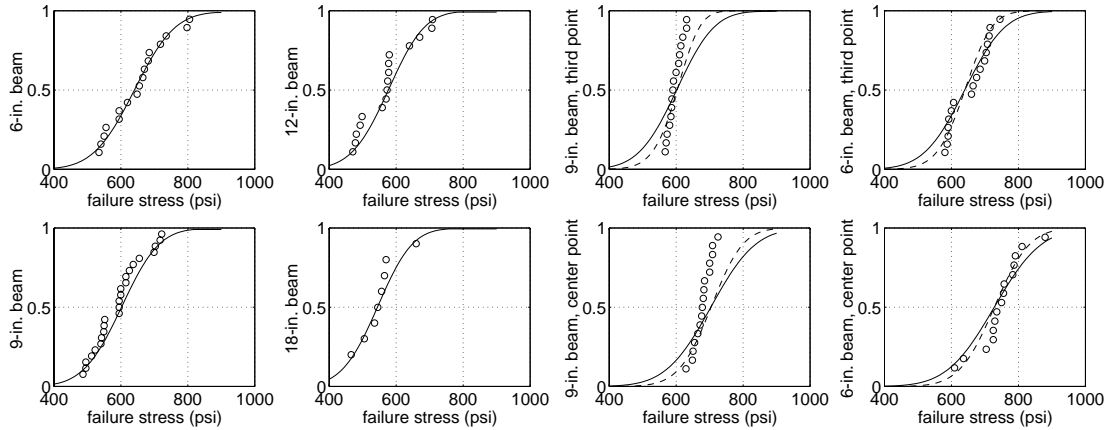 1
0.5
0
400 600 800 1000
failure stress (psi)
6-in. beam
1
0.5
0
400 600 800 1000
failure stress (psi)
12-in. beam
1
0.5
0
400 600 800 1000
failure stress (psi)
9-in. beam, third point
1
0.5
0
400 600 800 1000
failure stress (psi)
6-in. beam, third point
1
0.5
0
400 600 800 1000
failure stress (psi)
9-in. beam
1
0.5
0
400 600 800 1000
failure stress (psi)
18-in. beam
1
0.5
0
400 600 800 1000
failure stress (psi)
9-in. beam, center point
1
0.5
0
400 600 800 1000
failure stress (psi)
6-in. beam, center point